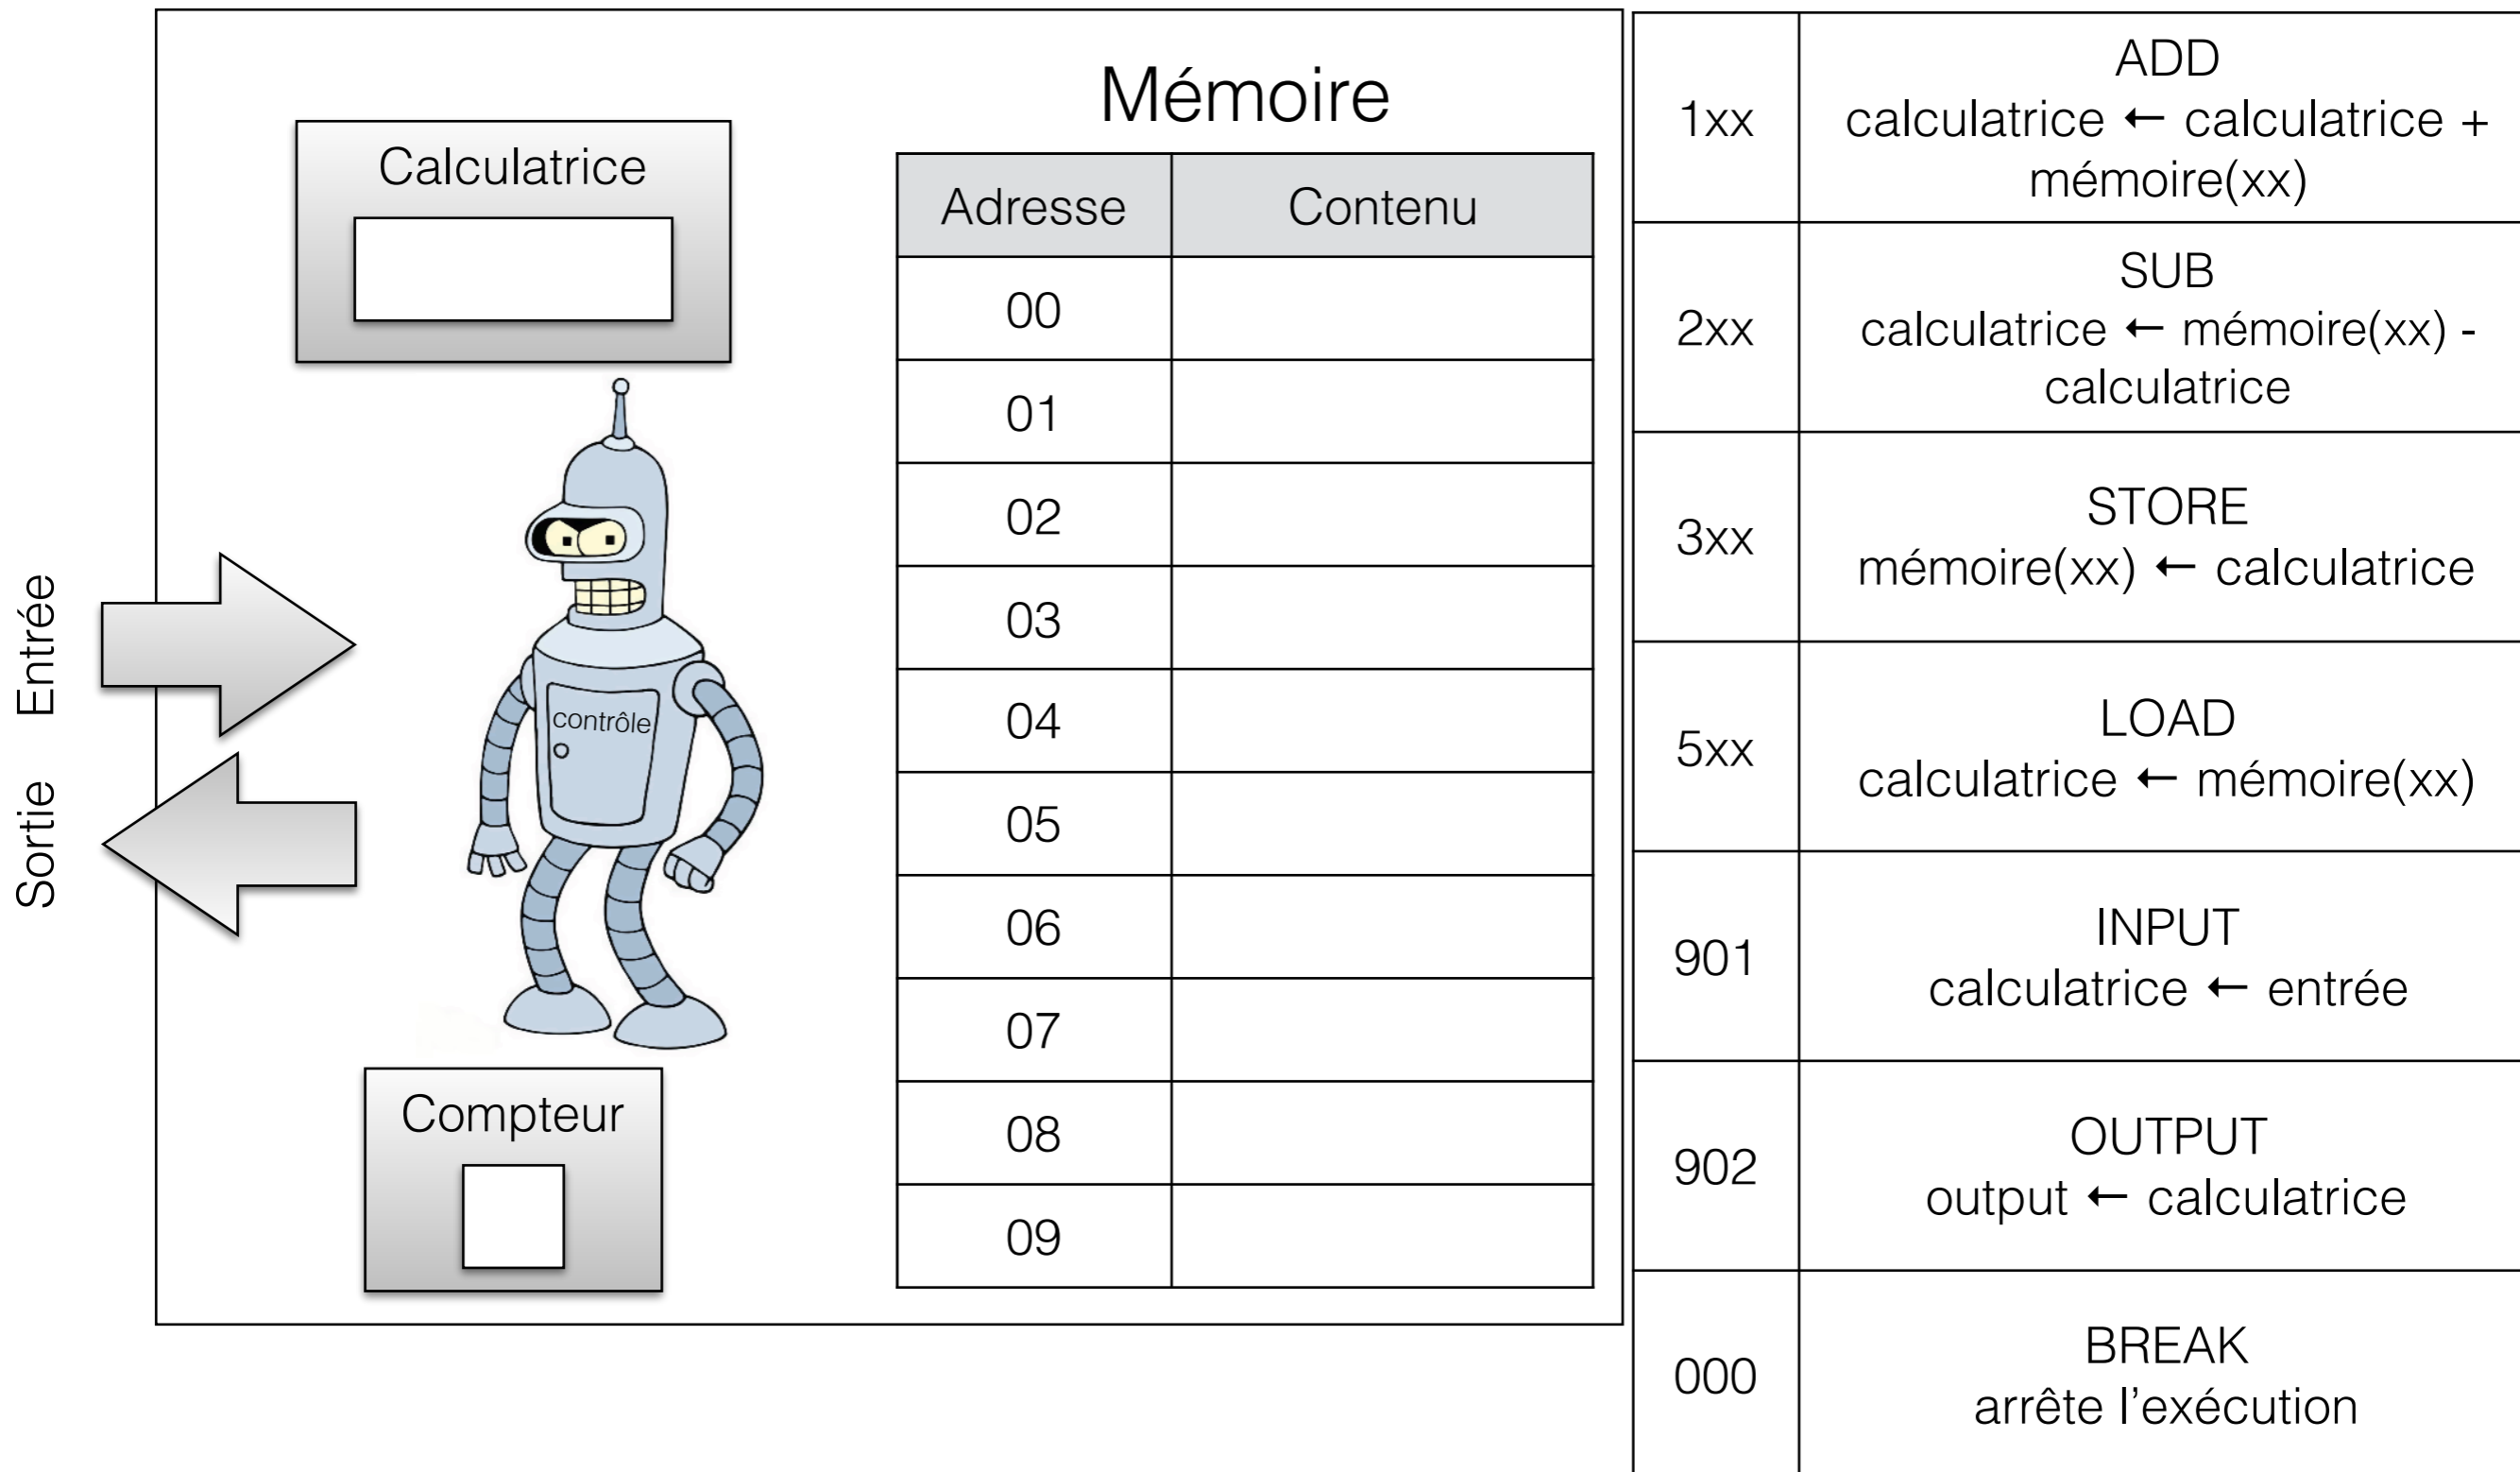 Mémoire
Calculatrice
Adresse Contenu
00
01
02
03
04
05
06
07
08
09
Entrée
Sortie
contrôle
Compteur
1xx
ADD
calculatrice ← calculatrice +
mémoire(xx)
2xx
SUB
calculatrice ← mémoire(xx) -
calculatrice
3xx
STORE
mémoire(xx) ← calculatrice
5xx
LOAD
calculatrice ← mémoire(xx)
901
INPUT
calculatrice ← entrée
902
OUTPUT
output ← calculatrice
000
BREAK
arrête l’exécution